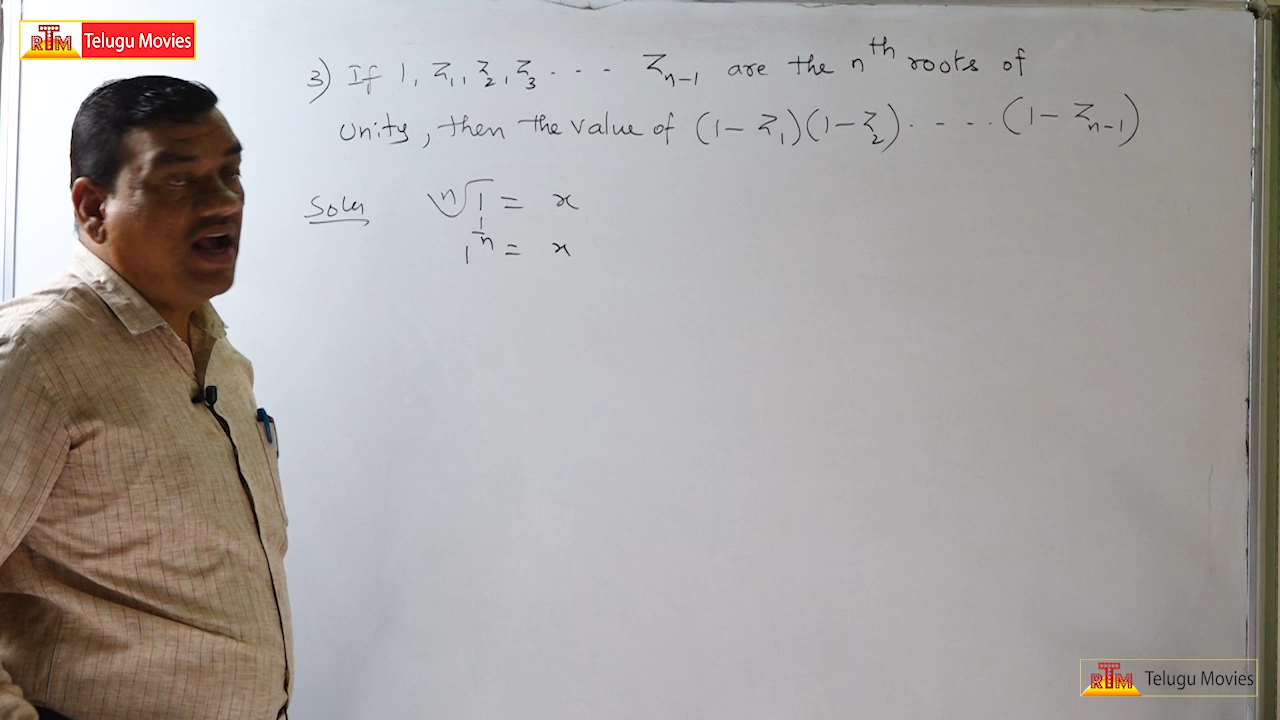 RTM Telugu Movies
3) If 1, z₁, z₂, z₃ . . . . zₙ₋₁ are the nᵗʰ roots of
Unity, then the value of (1 – z₁)(1 – z₂) . . . . . (1 – zₙ₋₁)
Soln ⁿ√1 = x
1^(1/n) = x
RTM Telugu Movies